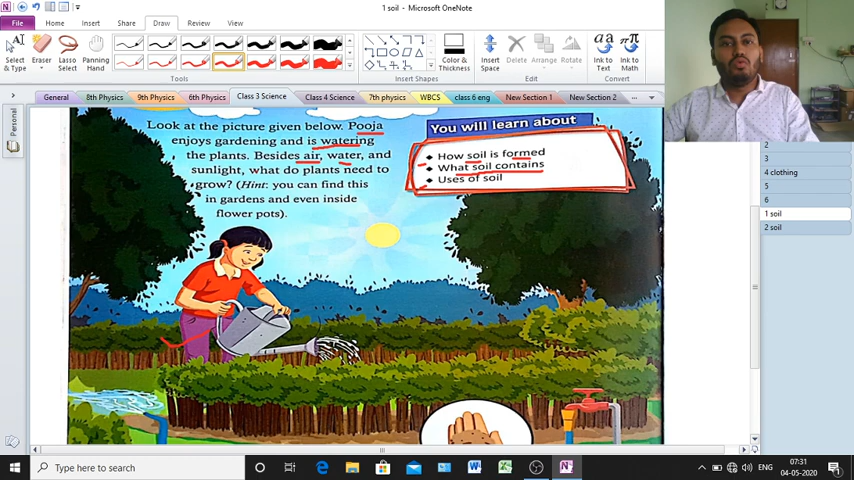 1 soil - Microsoft OneNote
File Home Insert Share Draw Review View
Select & Type
Eraser
Lasso Select
Panning Hand
Color & Thickness
Insert Space
Delete
Arrange
Rotate
Ink to Text
Ink to Math
Tools
Insert Shapes
Edit
Convert
General 8th Physics 9th Physics 6th Physics Class 3 Science Class 4 Science 7th physics WBCS class 6 eng New Section 1 New Section 2
Personal
Look at the picture given below. Pooja
enjoys gardening and is watering
the plants. Besides air, water, and
sunlight, what do plants need to
grow? (Hint: you can find this
in gardens and even inside
flower pots).
You will learn about
How soil is formed
What soil contains
Uses of soil
2
3
4 clothing
5
6
1 soil
2 soil
Type here to search
ENG
07:31
04-05-2020